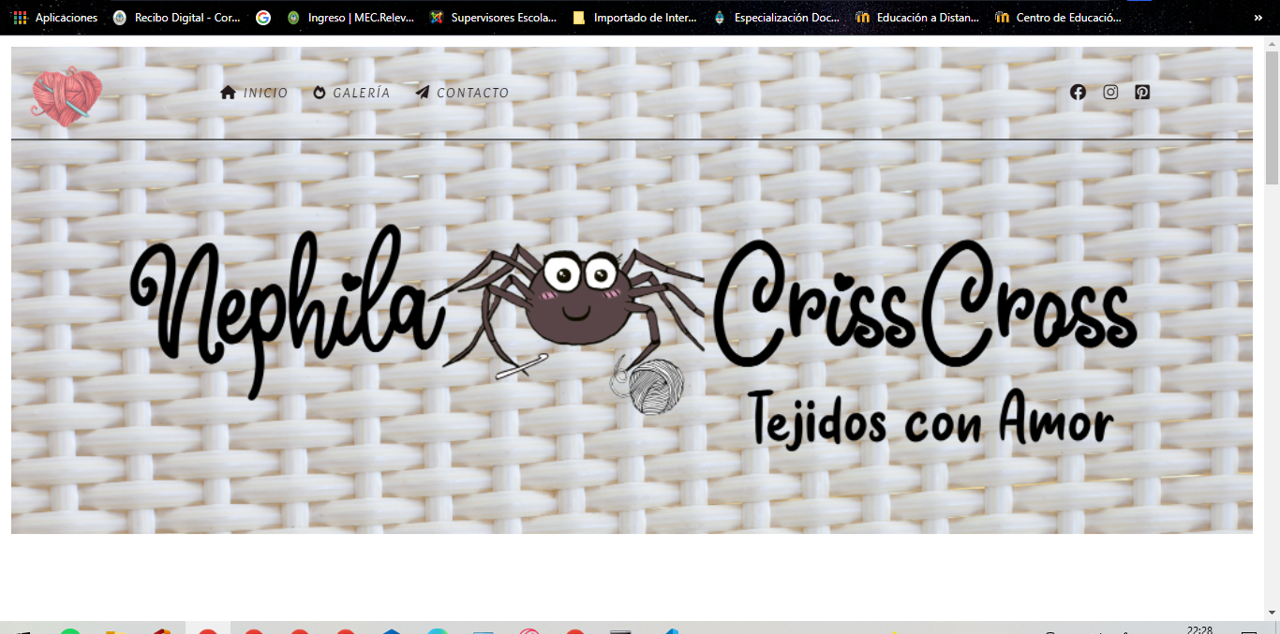 Aplicaciones Recibo Digital - Cor... Ingreso | MEC.Relev... Supervisores Escola... Importado de Inter... Especialización Doc... Educación a Distan... Centro de Educació... »
INICIO GALERÍA CONTACTO
Nephila CrissCross
Tejidos con Amor
22:28